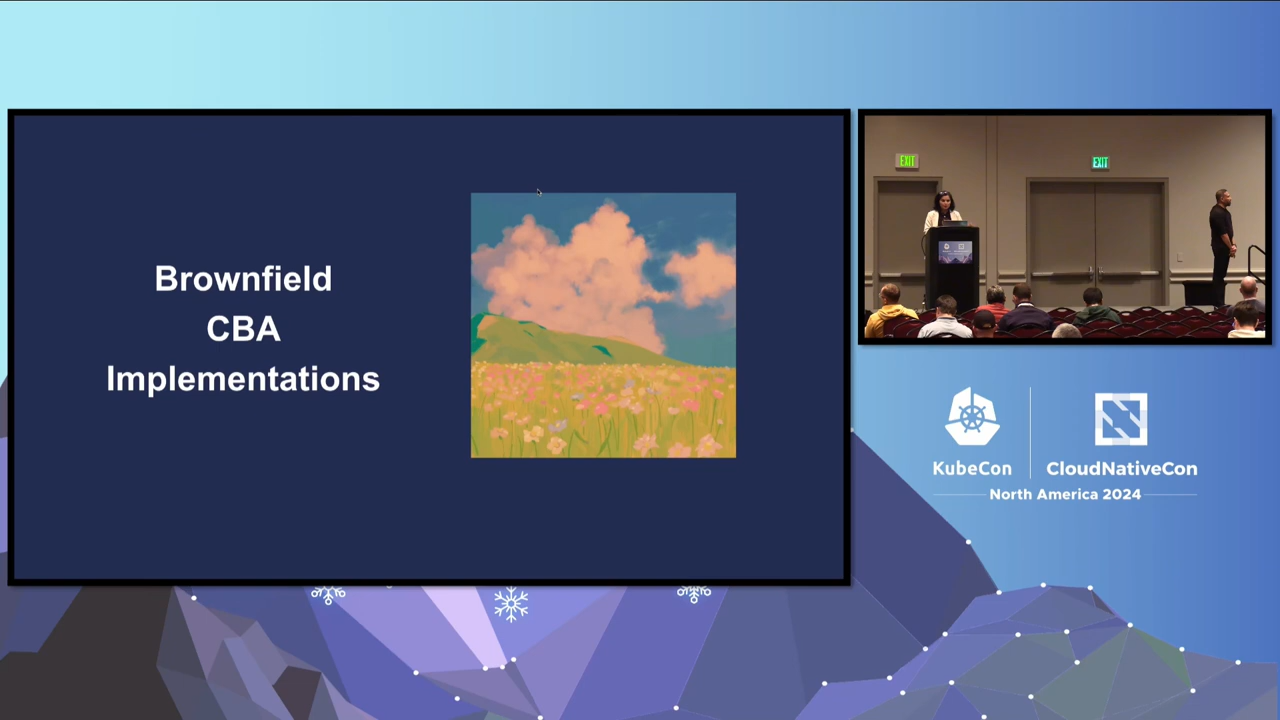 Brownfield
CBA
Implementations
EXIT
EXIT
KubeCon
CloudNativeCon
North America 2024